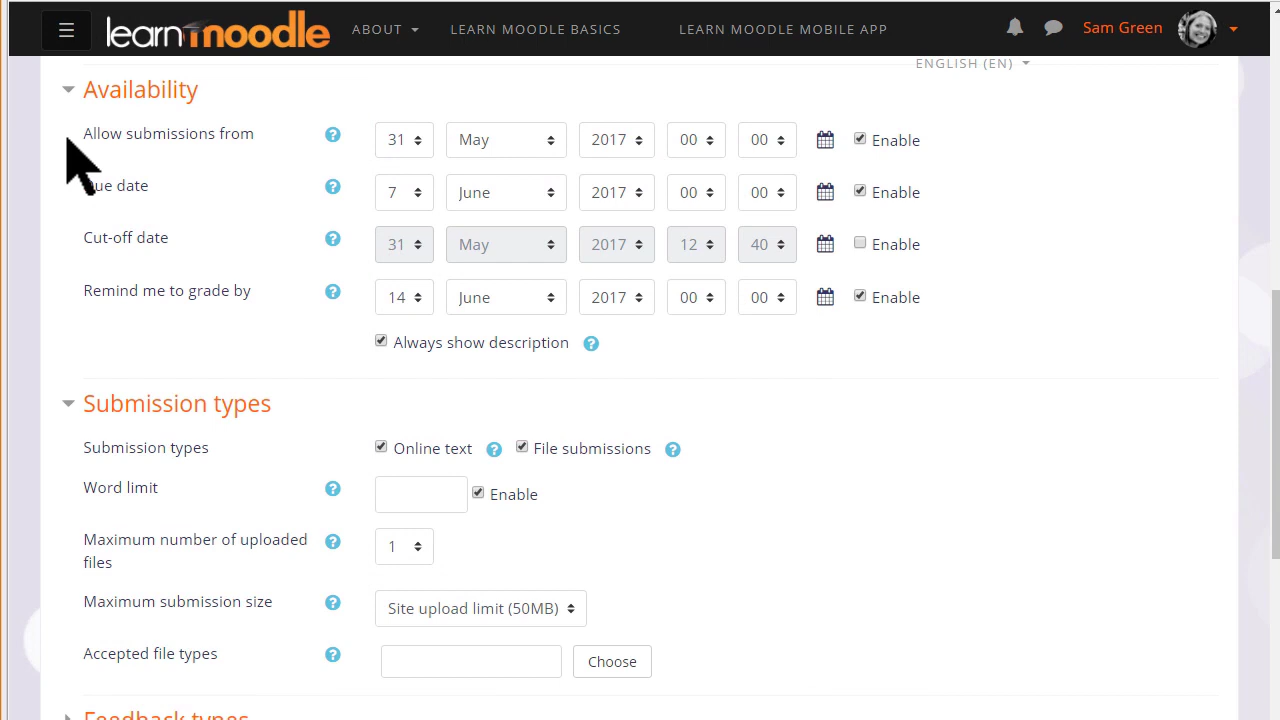 learn moodle ABOUT LEARN MOODLE BASICS LEARN MOODLE MOBILE APP Sam Green
ENGLISH (EN)
Availability
Allow submissions from 31 May 2017 00 00 Enable
ue date 7 June 2017 00 00 Enable
Cut-off date 31 May 2017 12 40 Enable
Remind me to grade by 14 June 2017 00 00 Enable
Always show description
Submission types
Submission types Online text File submissions
Word limit Enable
Maximum number of uploaded
files 1
Maximum submission size Site upload limit (50MB)
Accepted file types Choose
Feedback types